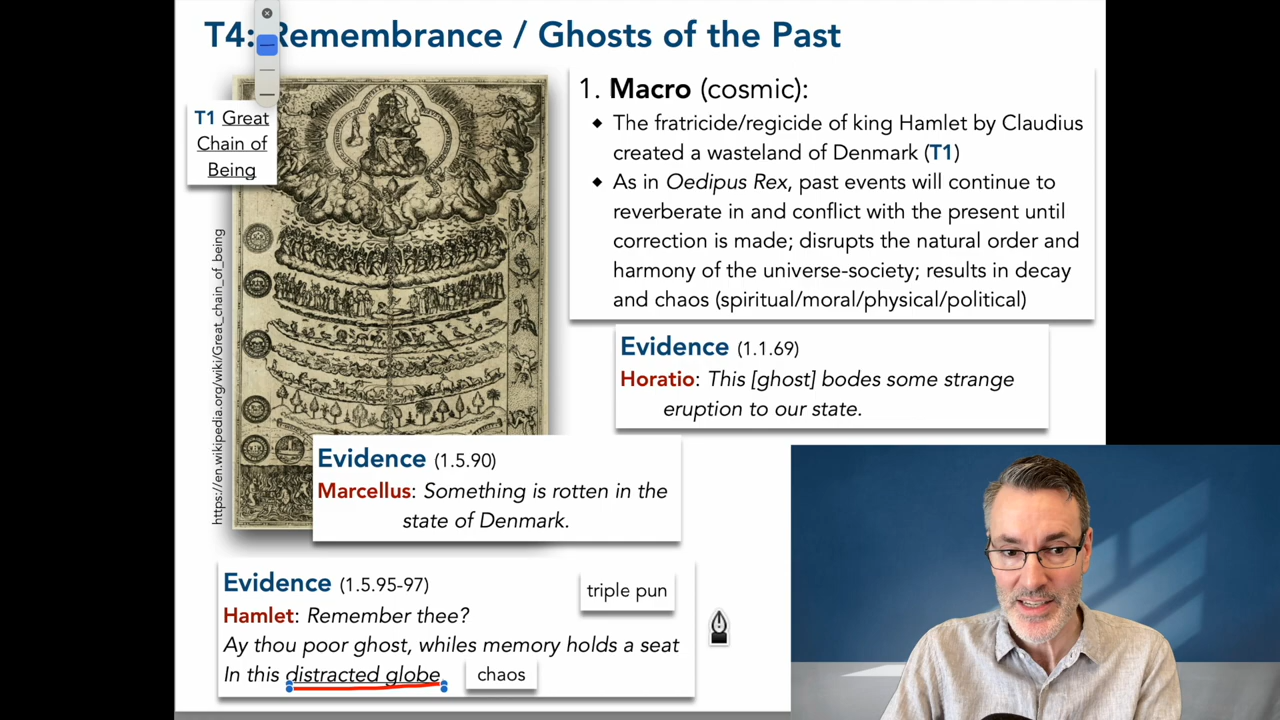 T4: Remembrance / Ghosts of the Past
T1 Great
Chain of
Being
https://en.wikipedia.org/wiki/Great_chain_of_being
1. Macro (cosmic):
◆ The fratricide/regicide of king Hamlet by Claudius
created a wasteland of Denmark (T1)
◆ As in Oedipus Rex, past events will continue to
reverberate in and conflict with the present until
correction is made; disrupts the natural order and
harmony of the universe-society; results in decay
and chaos (spiritual/moral/physical/political)
Evidence (1.1.69)
Horatio: This [ghost] bodes some strange
eruption to our state.
Evidence (1.5.90)
Marcellus: Something is rotten in the
state of Denmark.
Evidence (1.5.95-97)
triple pun
Hamlet: Remember thee?
Ay thou poor ghost, whiles memory holds a seat
In this distracted globe
chaos